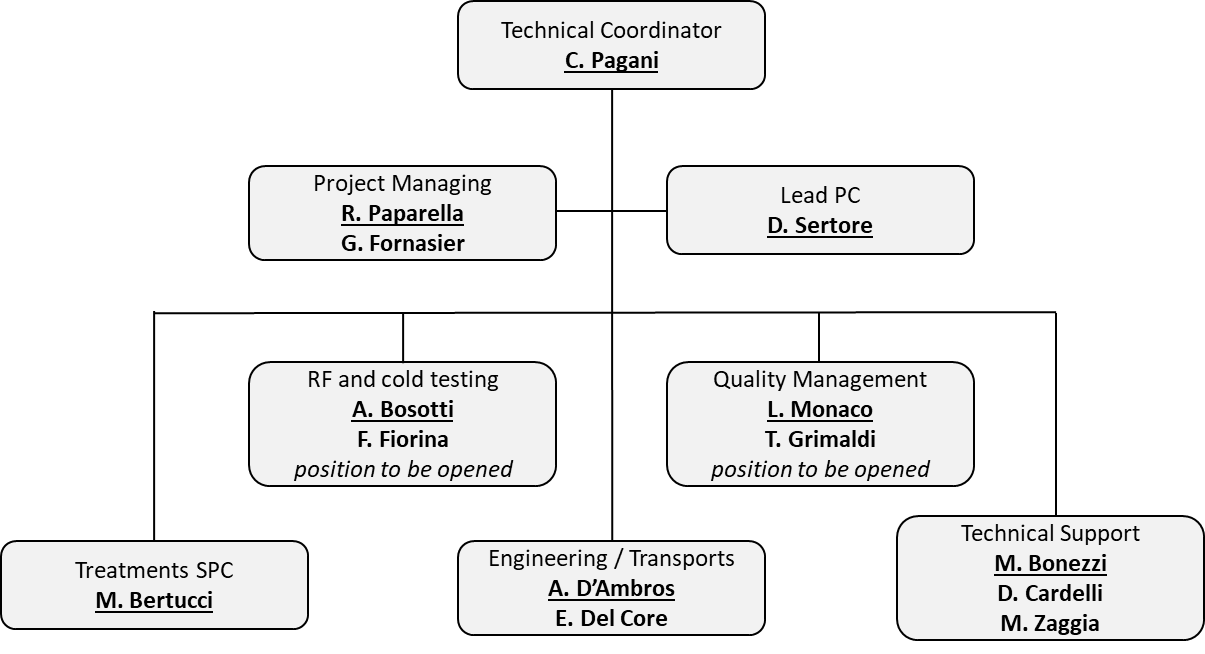 Technical Coordinator
C. Pagani
Project Managing
R. Paparella
G. Fornasier
Lead PC
D. Sertore
RF and cold testing
A. Bosotti
F. Fiorina
position to be opened
Quality Management
L. Monaco
T. Grimaldi
position to be opened
Treatments SPC
M. Bertucci
Engineering / Transports
A. D’Ambros
E. Del Core
Technical Support
M. Bonezzi
D. Cardelli
M. Zaggia